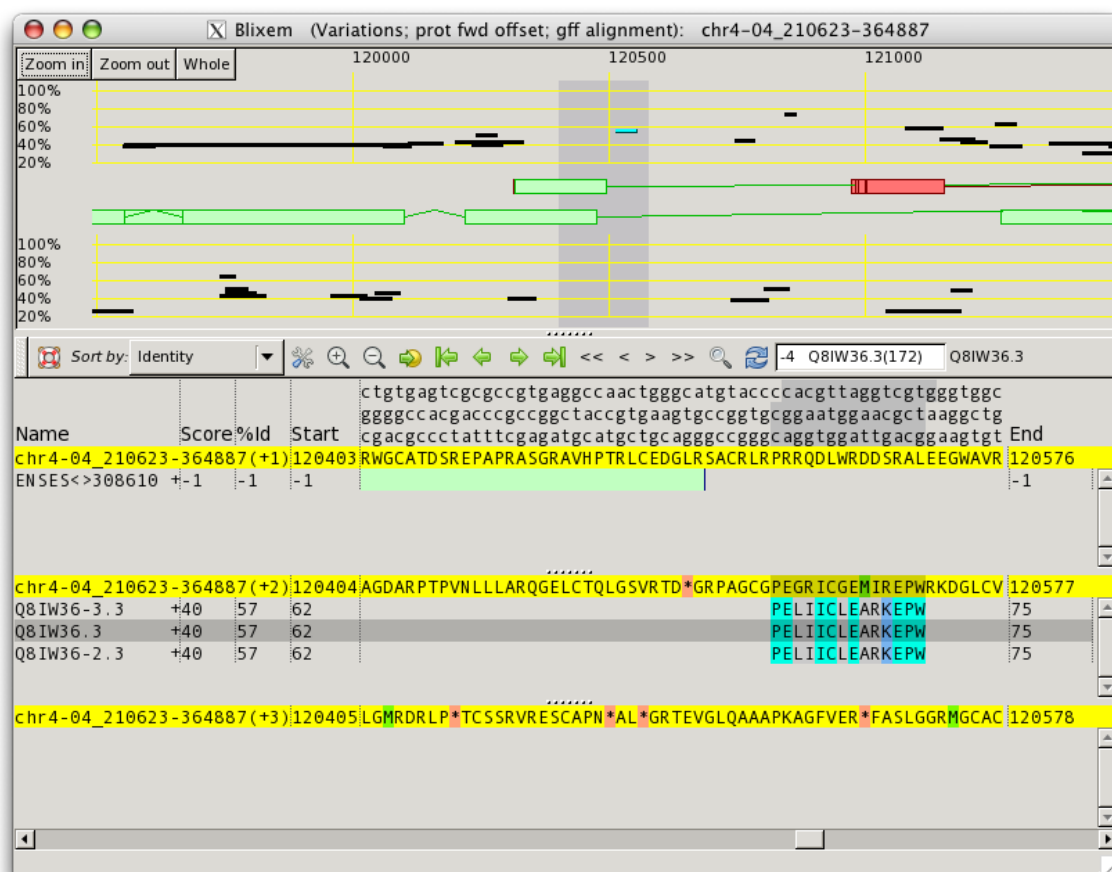 Blixem (Variations; prot fwd offset; gff alignment): chr4-04_210623-364887
Zoom in Zoom out Whole 120000 120500 121000
100%
80%
60%
40%
20%
100%
80%
60%
40%
20%
Sort by: Identity << < > >> -4 Q8IW36.3(172) Q8IW36.3
ctgtgagtcgcgccgtgaggccaactgggcatgtaccccacgttaggtcgtgggtggc
ggggccacgacccgccggctaccgtgaagtgccggtgcggaatggaacgctaaggctg
Name Score %Id Start cgacgccctatttcgagatgcatgctgcagggccgggcaggtggattgacggaagtgt End
chr4-04_210623-364887(+1) 120403 RWGCATDSREPAPRASGRAVHPTRLCEDGLRSACRLRPRRQDLWRDDSRALEEGWAVR 120576
ENSES<>308610 +-1 -1 -1 -1
chr4-04_210623-364887(+2) 120404 AGDARPTPVNLLLARQGELCTQLGSVRTD*GRPAGCGPEGRICGEMIREPWRKDGLCV 120577
Q8IW36-3.3 +40 57 62 PELIICLEARKEPW 75
Q8IW36.3 +40 57 62 PELIICLEARKEPW 75
Q8IW36-2.3 +40 57 62 PELIICLEARKEPW 75
chr4-04_210623-364887(+3) 120405 LGMRDRLP*TCSSRVRESCAPN*AL*GRTEVGLQAAAPKAGFVER*FASLGGRMGCAC 120578